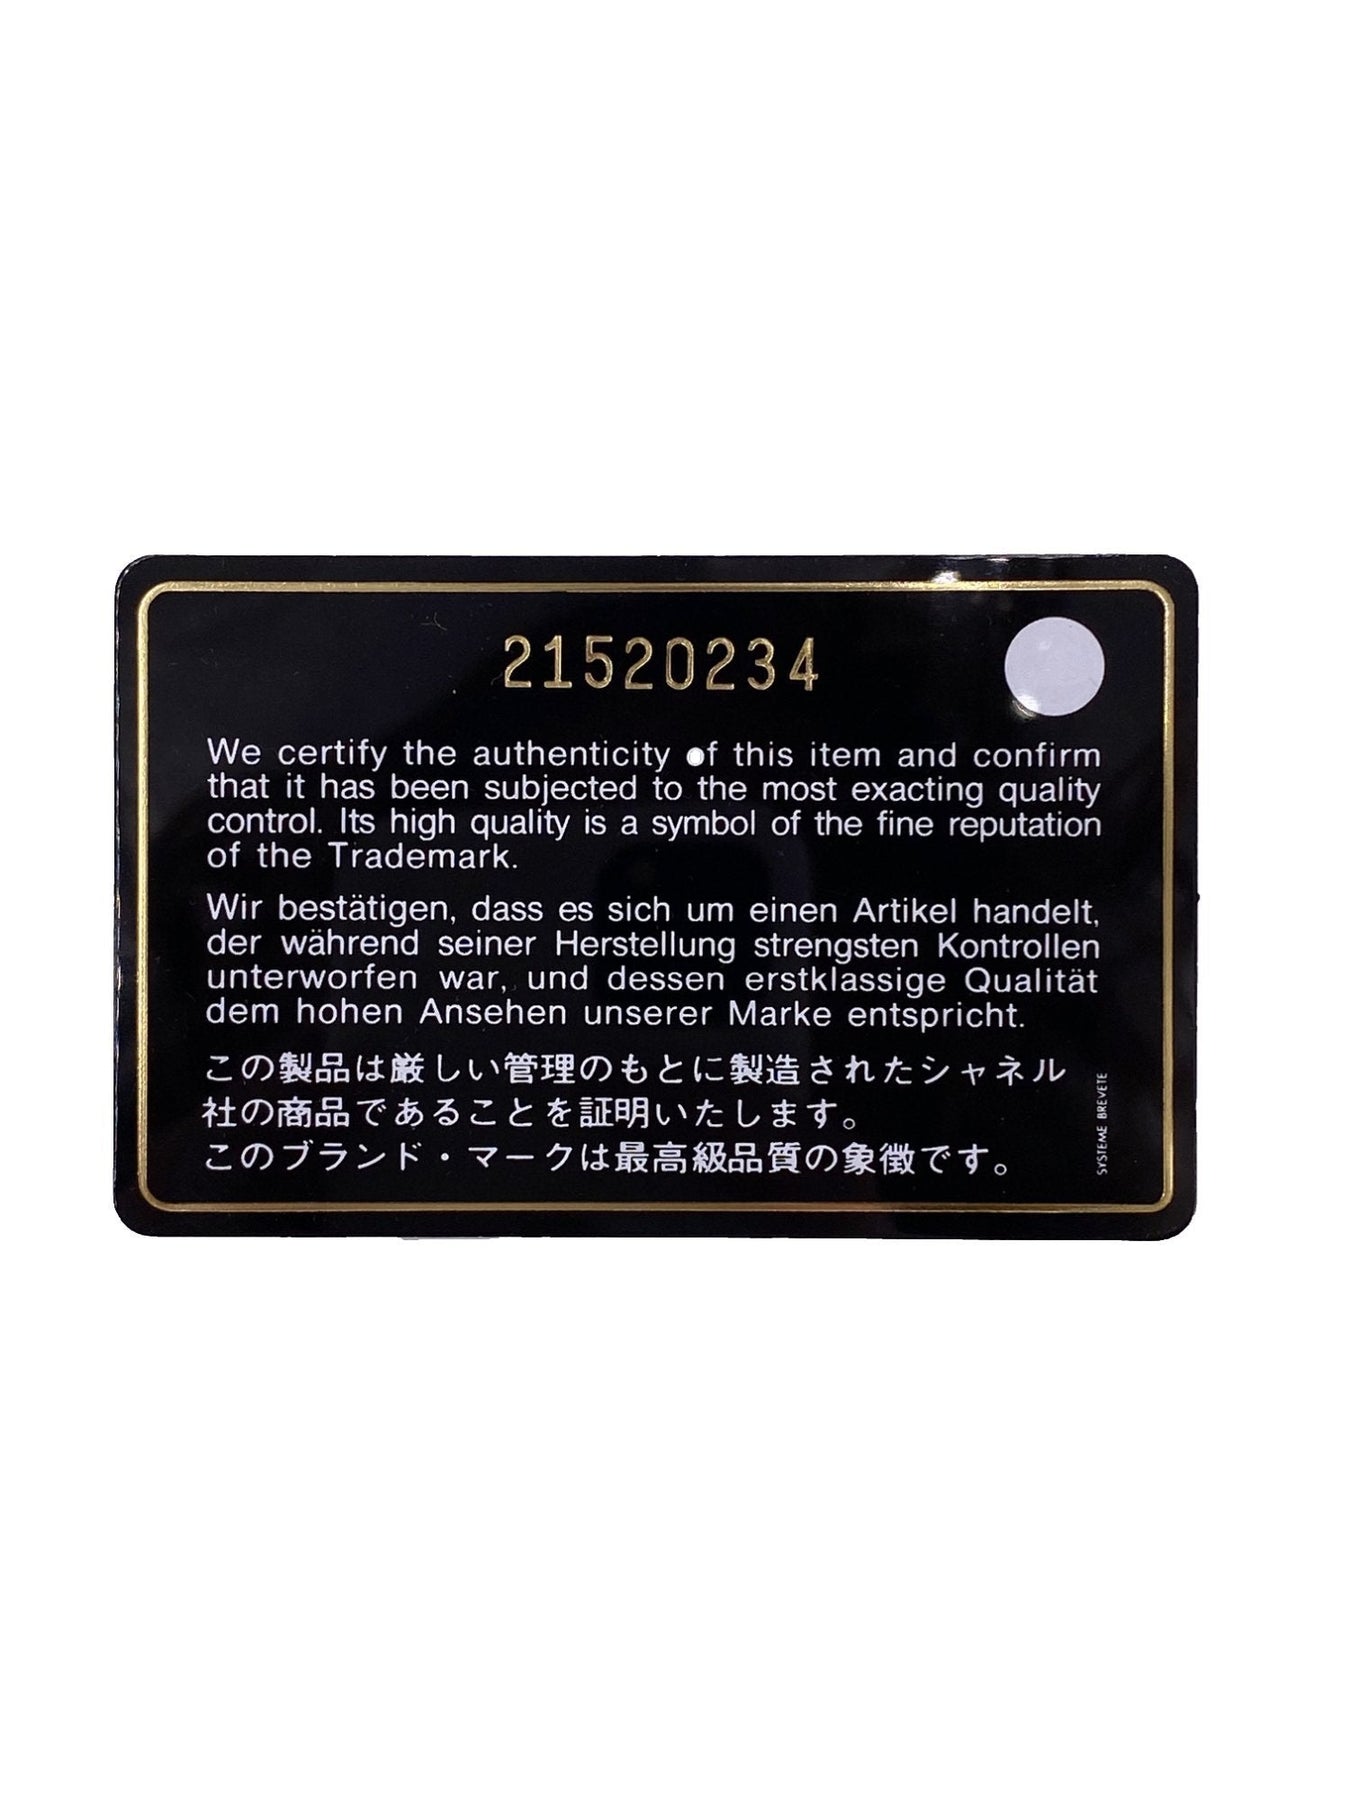 21520234
We certify the authenticity of this item and confirm
that it has been subjected to the most exacting quality
control. Its high quality is a symbol of the fine reputation
of the Trademark.
Wir bestätigen, dass es sich um einen Artikel handelt,
der während seiner Herstellung strengsten Kontrollen
unterworfen war, und dessen erstklassige Qualität
dem hohen Ansehen unserer Marke entspricht.
この製品は厳しい管理のもとに製造されたシャネル
社の商品であることを証明いたします。
このブランド・マークは最高級品質の象徴です。
SYSTEME BREVETE